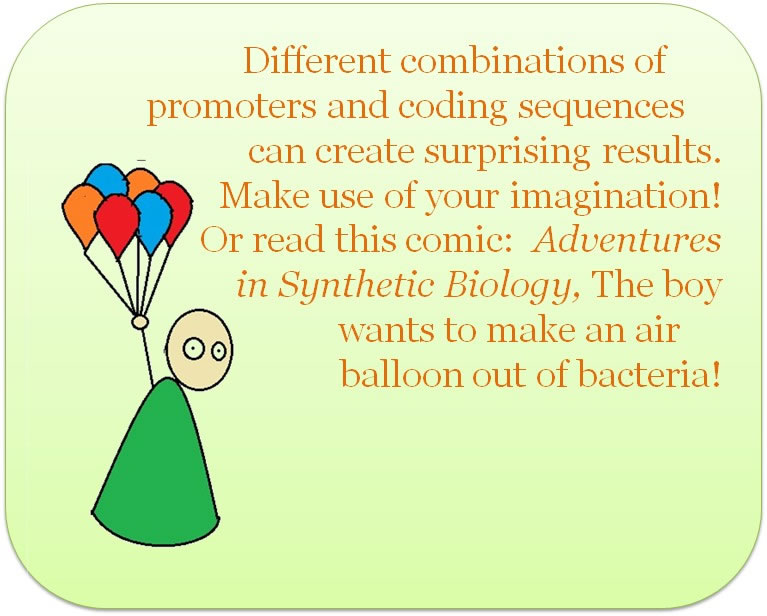 Different combinations of
promoters and coding sequences
can create surprising results.
Make use of your imagination!
Or read this comic: Adventures
in Synthetic Biology, The boy
wants to make an air
balloon out of bacteria!